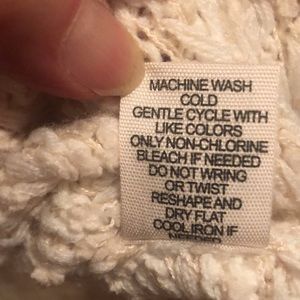 MACHINE WASH
COLD
GENTLE CYCLE WITH
LIKE COLORS
ONLY NON-CHLORINE
BLEACH IF NEEDED
DO NOT WRING
OR TWIST
RESHAPE AND
DRY FLAT
COOL IRON IF
NEEDED